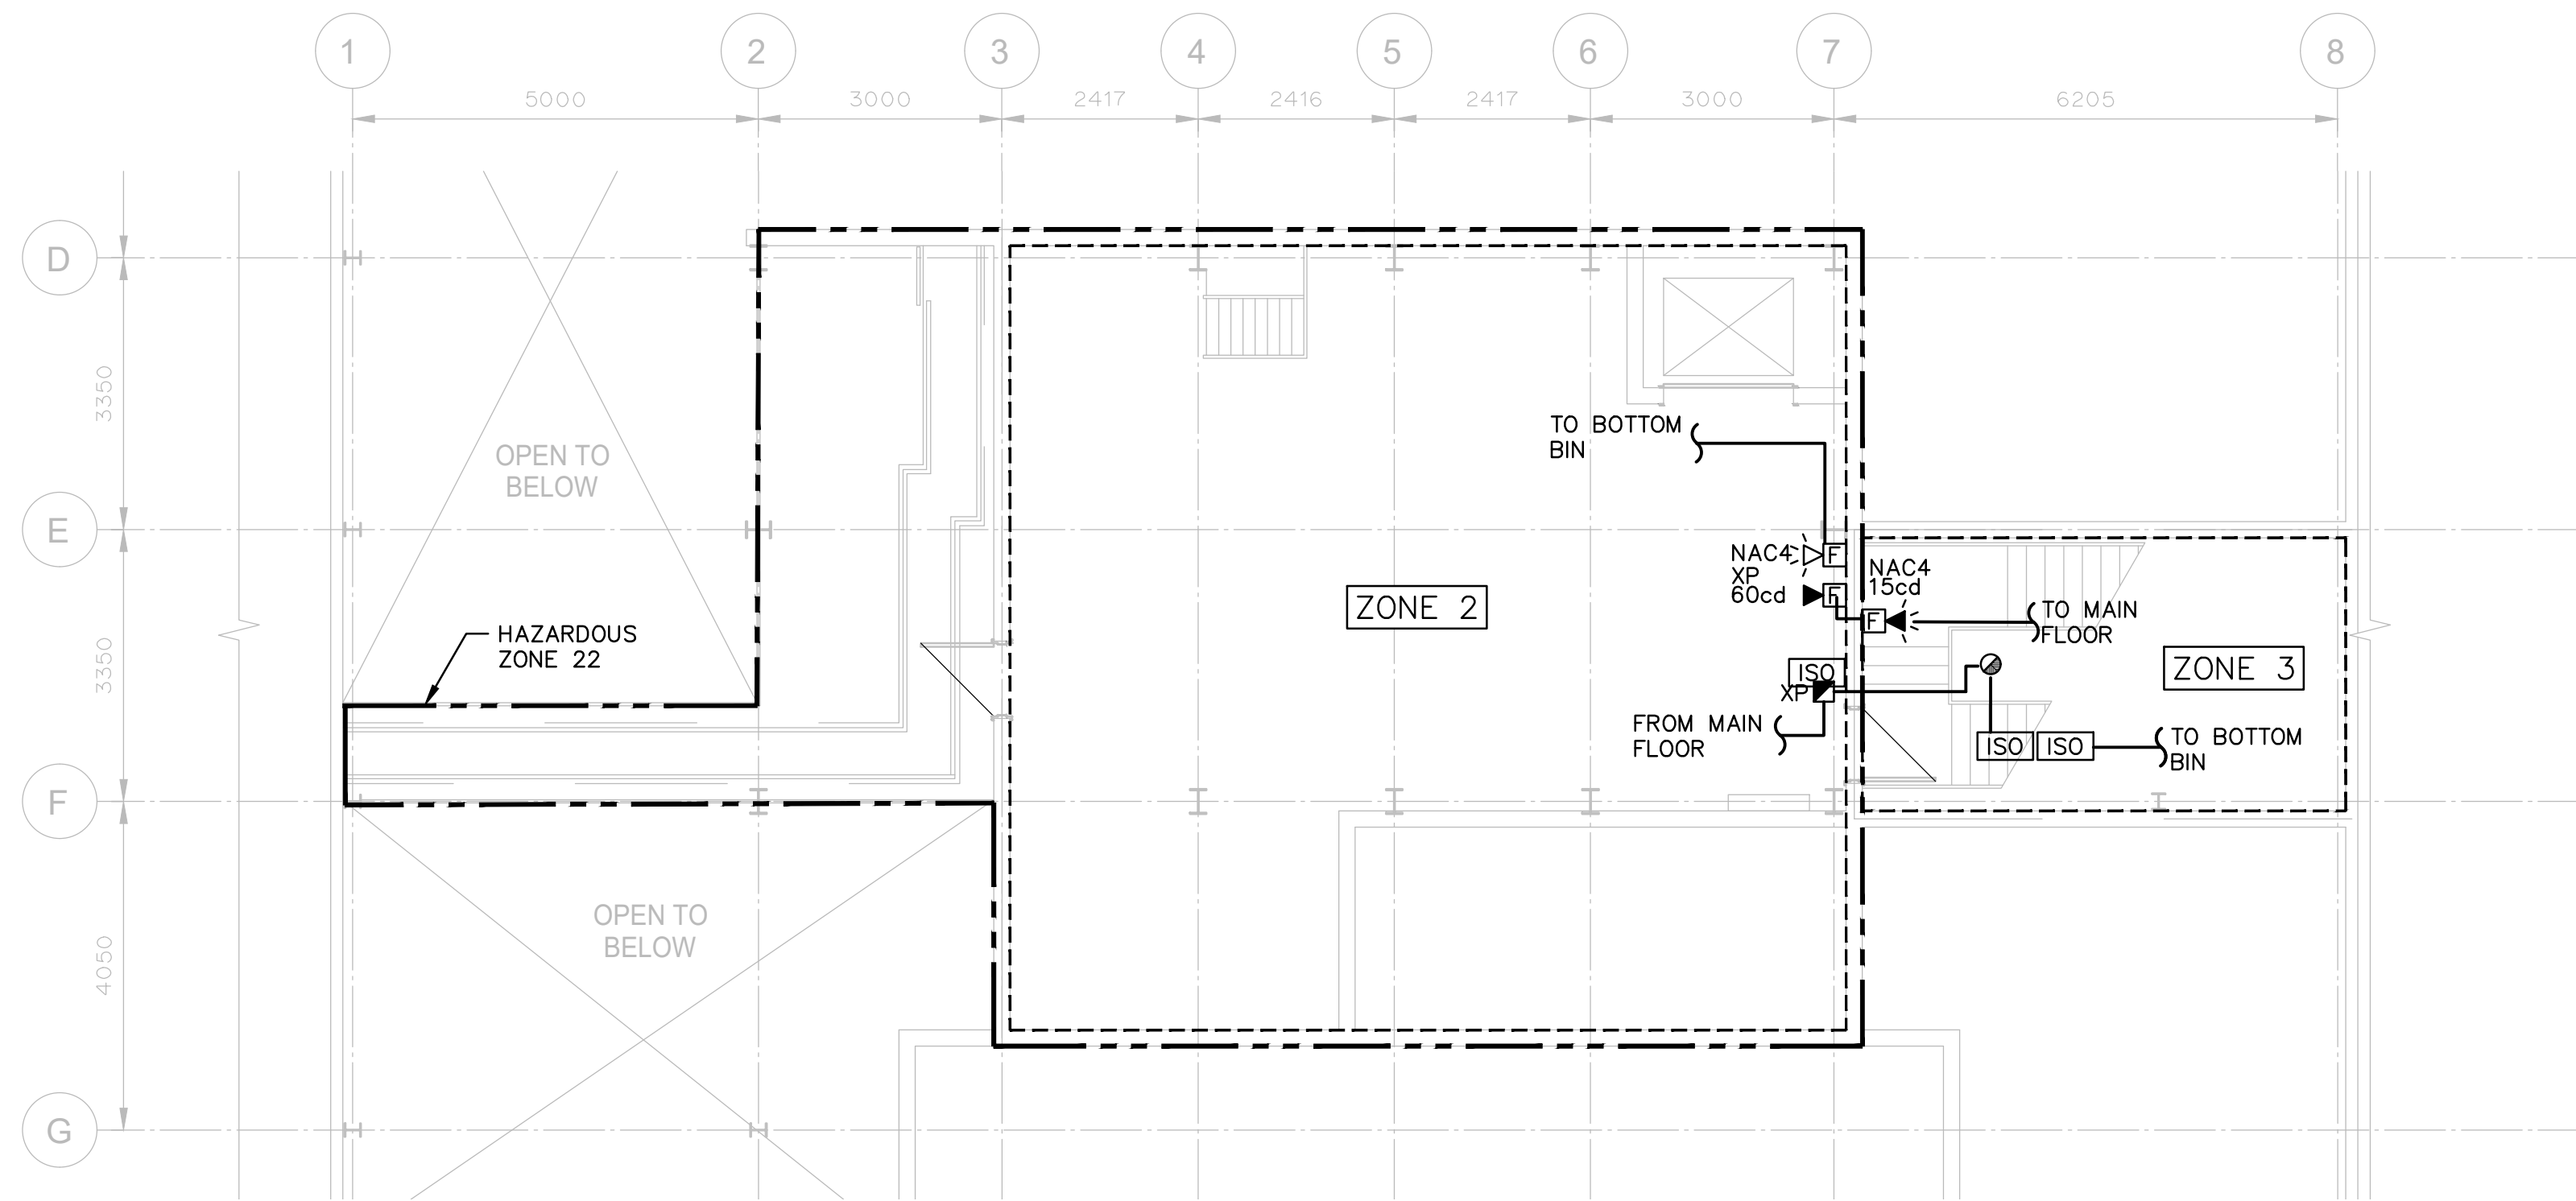 1 2 3 4 5 6 7 8
5000 3000 2417 2416 2417 3000 6205
D
3350
TO BOTTOM
BIN
OPEN TO
BELOW
E
NAC4 F
XP
60cd F
NAC4
15cd
F
TO MAIN
FLOOR
ZONE 2
HAZARDOUS
ZONE 22
3350
ISO
XP
ZONE 3
FROM MAIN
FLOOR
ISO ISO
TO BOTTOM
BIN
F
OPEN TO
BELOW
4050
G